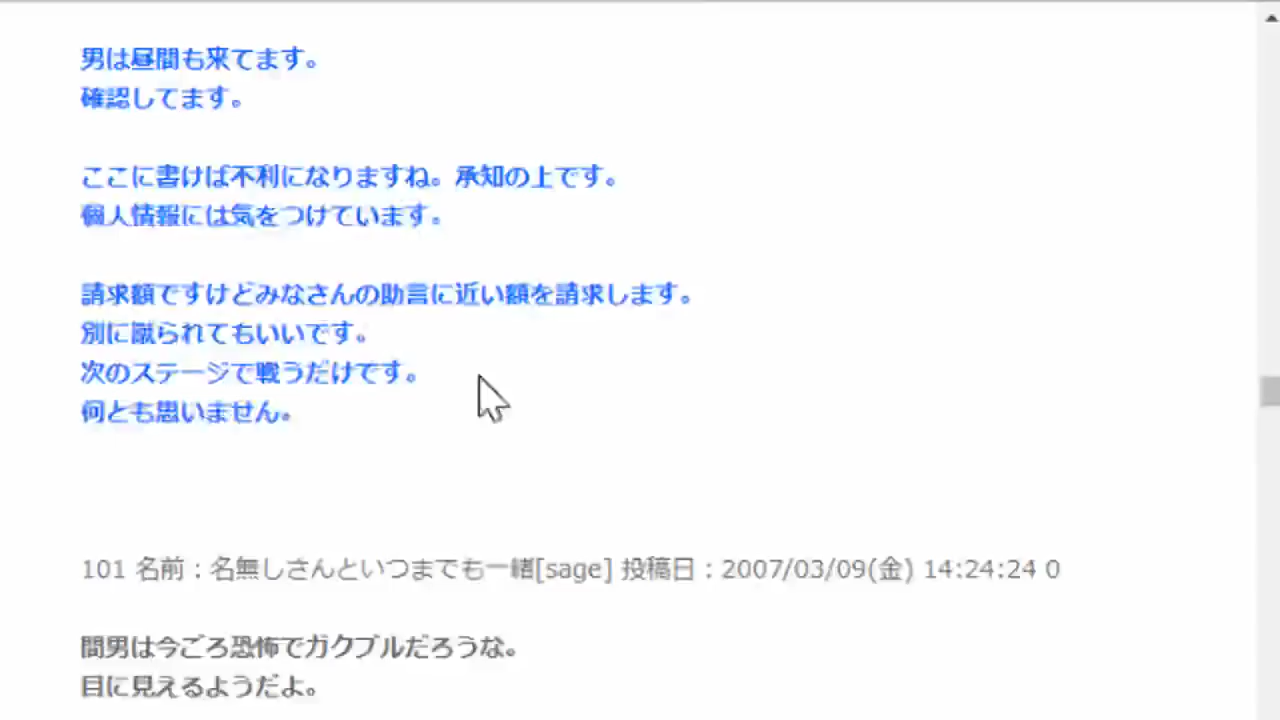 男は昼間も来てます。
確認してます。
ここに書けば不利になりますね。承知の上です。
個人情報には気をつけています。
請求額ですけどみなさんの助言に近い額を請求します。
別に蹴られてもいいです。
次のステージで戦うだけです。
何とも思いません。
101 名前：名無しさんといつまでも一緒[sage] 投稿日：2007/03/09(金) 14:24:24 0
間男は今ごろ恐怖でガクブルだろうな。
目に見えるようだよ。